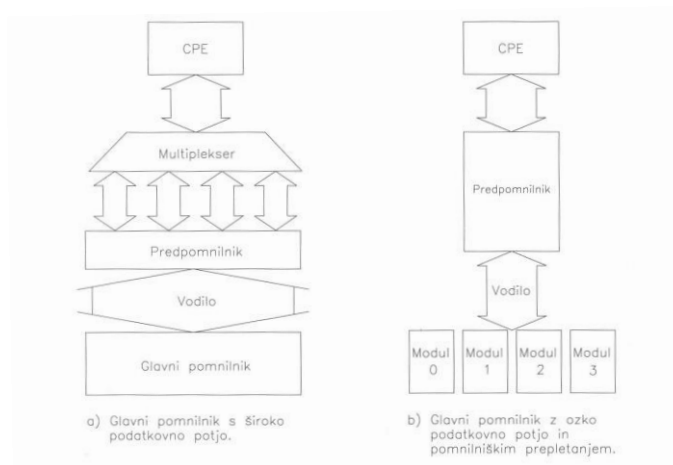 CPE
Multiplekser
Predpomnilnik
Vodilo
Glavni pomnilnik
a) Glavni pomnilnik s široko
podatkovno potjo.
CPE
Predpomnilnik
Vodilo
Modul
0
Modul
1
Modul
2
Modul
3
b) Glavni pomnilnik z ozko
podatkovno potjo in
pomnilniškim prepletanjem.